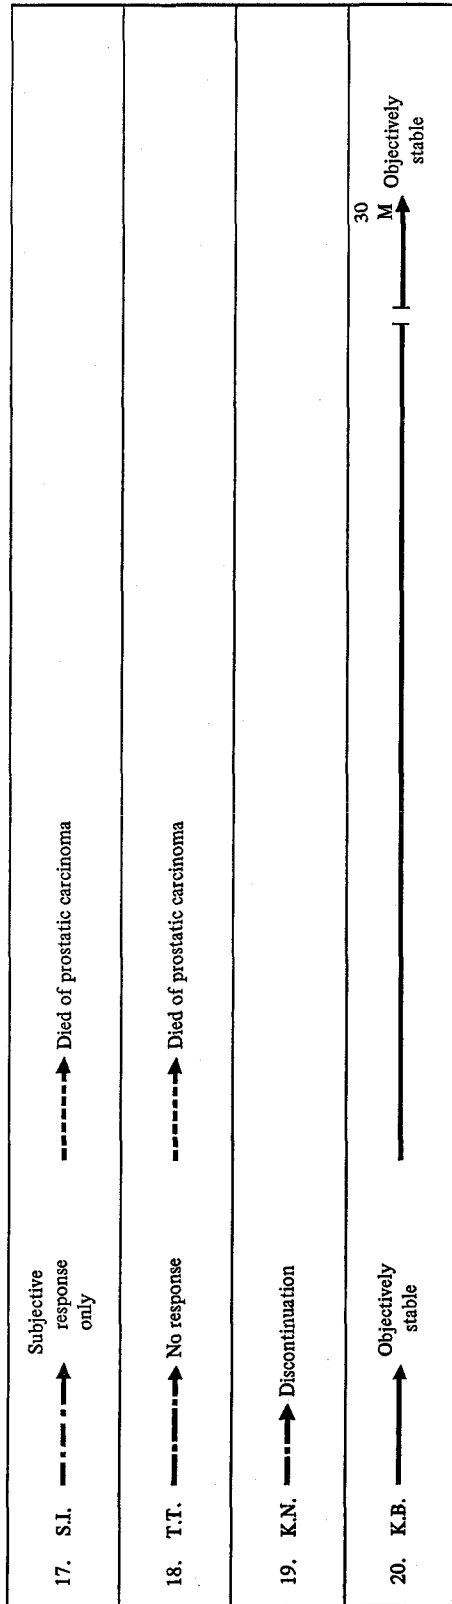 17. S.I.
Subjective
response
only
Died of prostatic carcinoma
18. T.T.
No response
Died of prostatic carcinoma
19. K.N.
Discontinuation
20. K.B.
Objectively
stable
30
M
Objectively
stable